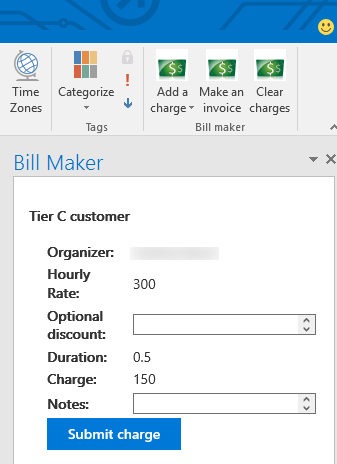 Time
Zones
Categorize
Add a
charge
Make an
invoice
Clear
charges
Tags
Bill maker
Bill Maker
Tier C customer
Organizer:
Hourly
Rate:
300
Optional
discount:
Duration:
0.5
Charge:
150
Notes:
Submit charge